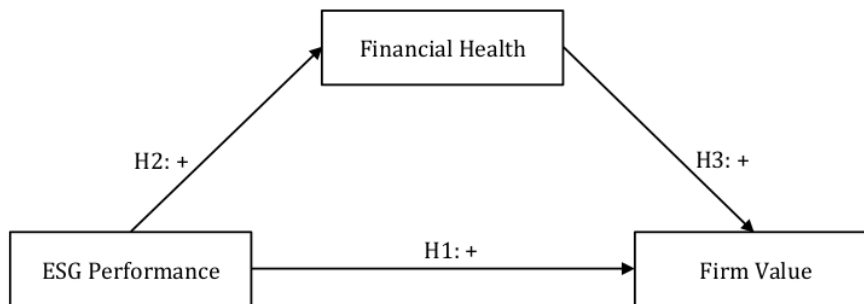 Financial Health
H2: +
H3: +
H1: +
ESG Performance
Firm Value